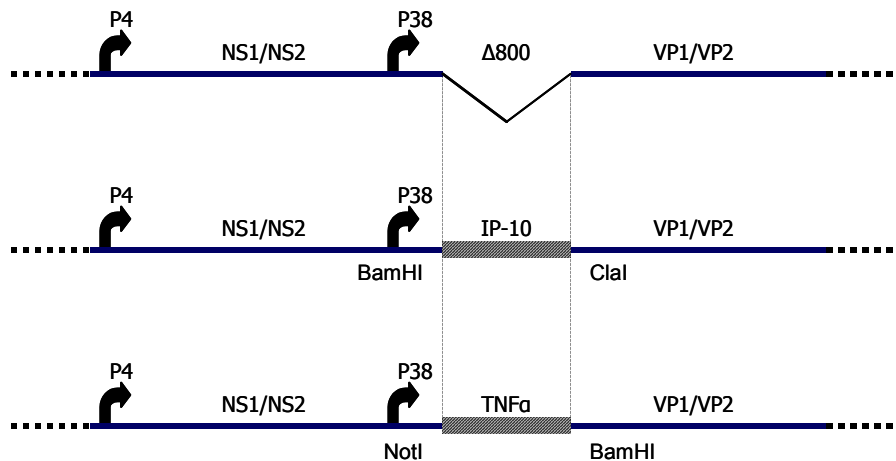 P4 P38
NS1/NS2 Δ800 VP1/VP2
P4 P38
NS1/NS2 IP-10 VP1/VP2
BamHI ClaI
P4 P38
NS1/NS2 TNFα VP1/VP2
NotI BamHI